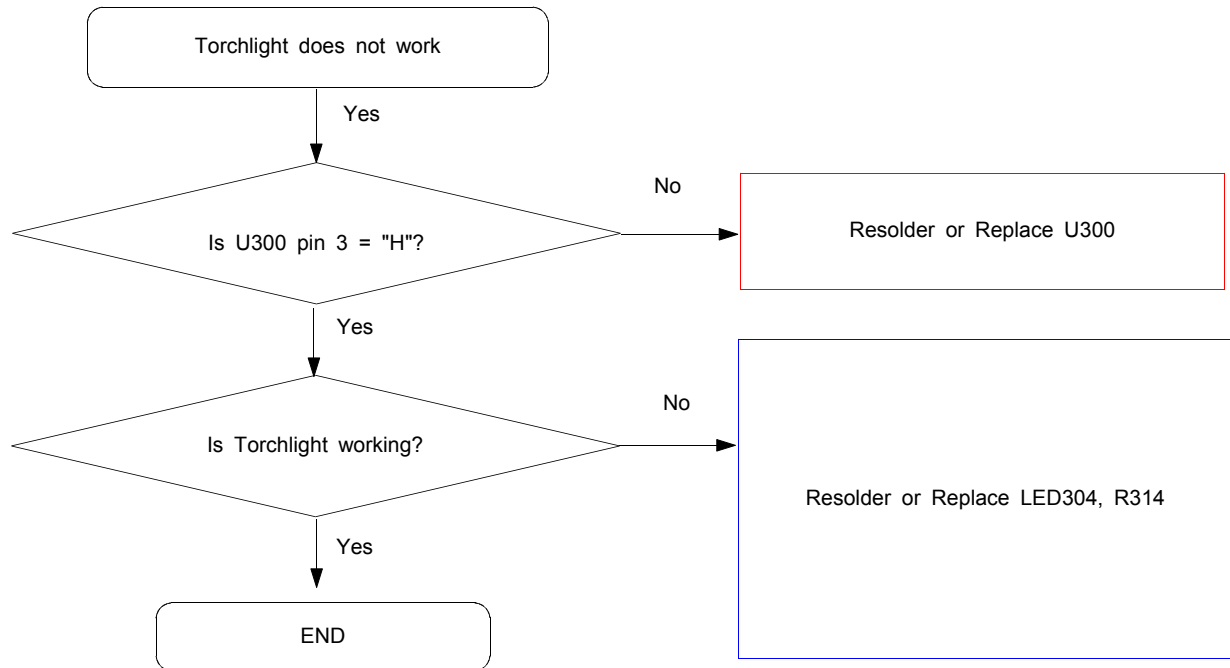 Torchlight does not work
Yes
No
Is U300 pin 3 = "H"?
Resolder or Replace U300
Yes
No
Is Torchlight working?
Resolder or Replace LED304, R314
Yes
END